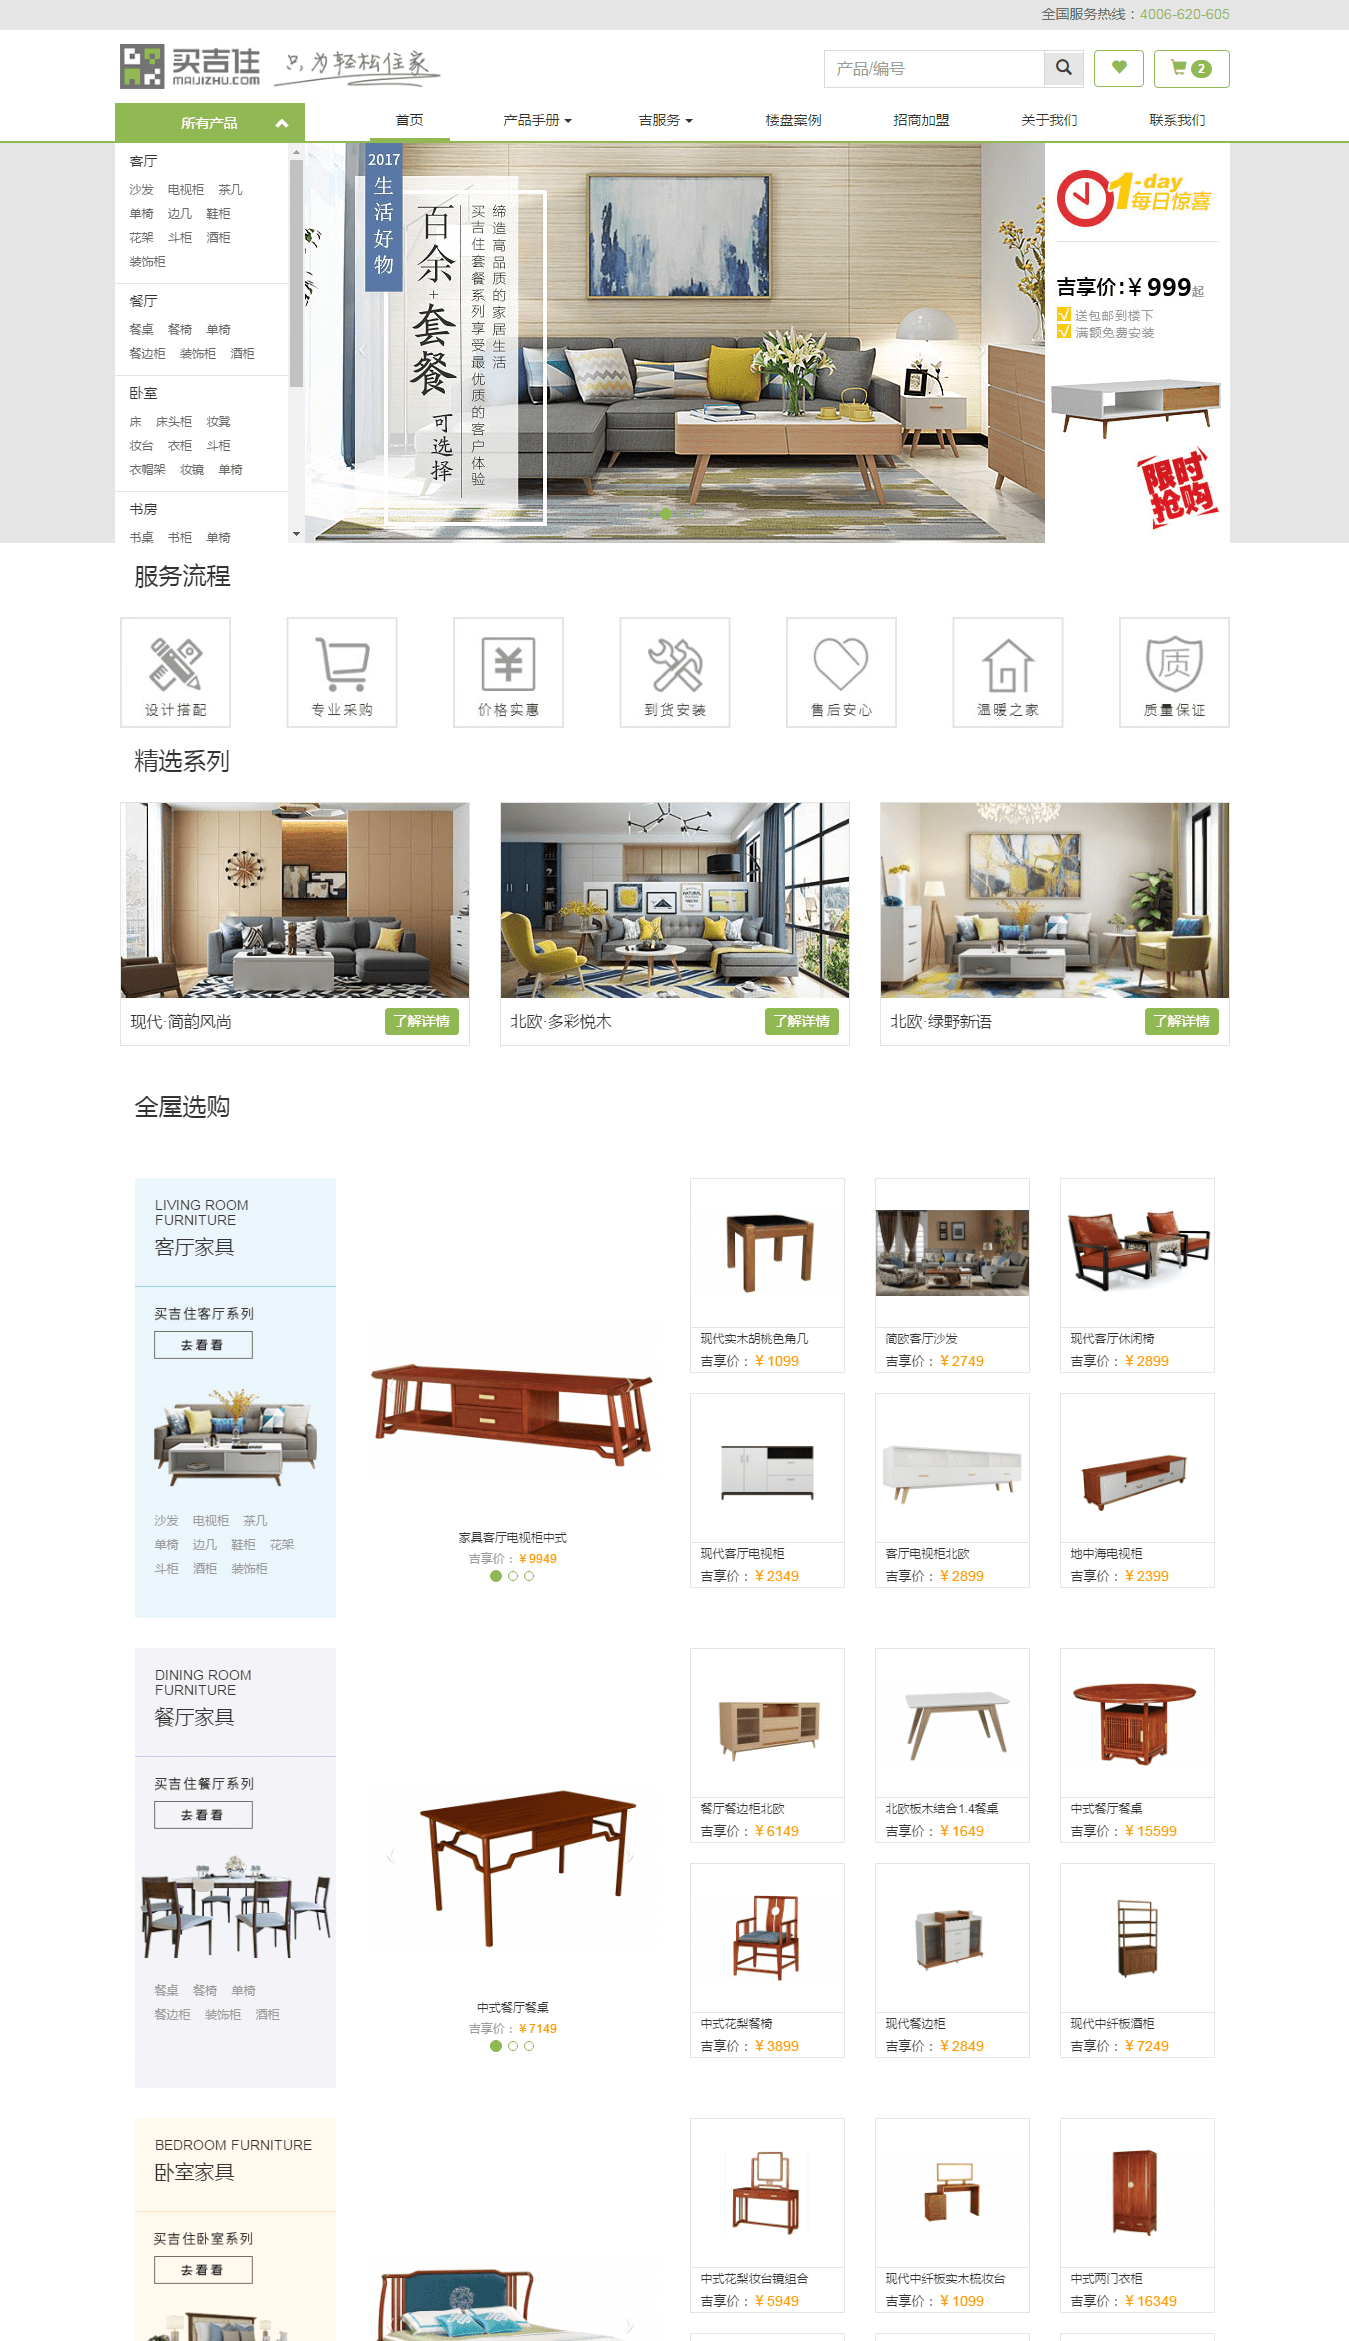 全国服务热线：4006-620-605
买吉住
MAIJIZHU.COM
只为轻松住家
产品/编号
2
所有产品
首页 产品手册 吉服务 楼盘案例 招商加盟 关于我们 联系我们
客厅
沙发 电视柜 茶几
单椅 边几 鞋柜
花架 斗柜 酒柜
装饰柜
餐厅
餐桌 餐椅 单椅
餐边柜 装饰柜 酒柜
卧室
床 床头柜 妆凳
妆台 衣柜 斗柜
衣帽架 妆镜 单椅
书房
书桌 书柜 单椅
2017
生活好物
百余+套餐可选择
买吉住套餐系列享受最优质的客户体验
缔造高品质的家居生活
1-day
每日惊喜
吉享价:￥999起
送包邮到楼下
满额免费安装
限时
抢购
服务流程
设计搭配 专业采购 价格实惠 到货安装 售后安心 温暖之家 质量保证
质
精选系列
现代·简韵风尚 了解详情
北欧·多彩悦木 了解详情
北欧·绿野新语 了解详情
全屋选购
LIVING ROOM
FURNITURE
客厅家具
买吉住客厅系列
去看看
沙发 电视柜 茶几
单椅 边几 鞋柜 花架
斗柜 酒柜 装饰柜
家具客厅电视柜中式
吉享价：￥9949
现代实木胡桃色角几
吉享价：￥1099
简欧客厅沙发
吉享价：￥2749
现代客厅休闲椅
吉享价：￥2899
现代客厅电视柜
吉享价：￥2349
客厅电视柜北欧
吉享价：￥2899
地中海电视柜
吉享价：￥2399
DINING ROOM
FURNITURE
餐厅家具
买吉住餐厅系列
去看看
餐桌 餐椅 单椅
餐边柜 装饰柜 酒柜
中式餐厅餐桌
吉享价：￥7149
餐厅餐边柜北欧
吉享价：￥6149
北欧板木结合1.4餐桌
吉享价：￥1649
中式餐厅餐桌
吉享价：￥15599
中式花梨餐椅
吉享价：￥3899
现代餐边柜
吉享价：￥2849
现代中纤板酒柜
吉享价：￥7249
BEDROOM FURNITURE
卧室家具
买吉住卧室系列
去看看
中式花梨妆台镜组合
吉享价：￥5949
现代中纤板实木梳妆台
吉享价：￥1099
中式两门衣柜
吉享价：￥16349